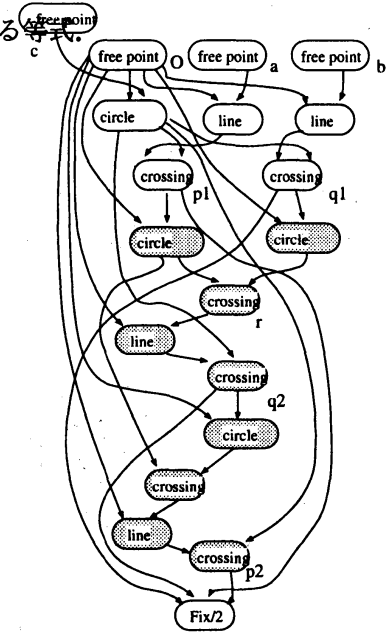 free point
る等式.
c
free point O free point a free point b
circle line line
crossing p1 crossing q1
circle circle
crossing r
line
crossing q2
circle
crossing
line
crossing p2
Fix/2